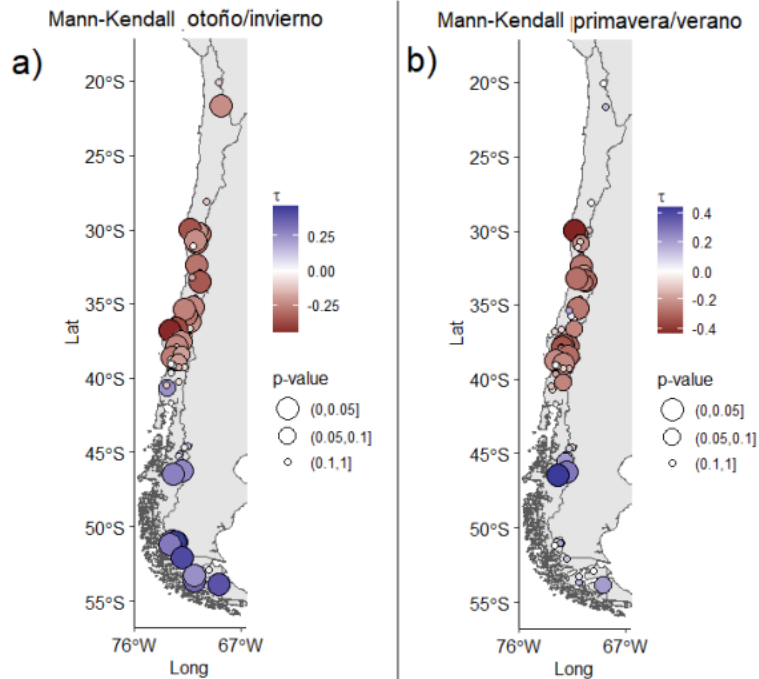 Mann-Kendall otoño/invierno
a)
20°S
25°S
30°S
35°S
40°S
45°S
50°S
55°S
Lat
76°W 67°W
Long
τ
0.25
0.00
-0.25
p-value
(0,0.05]
(0.05,0.1]
(0.1,1]
Mann-Kendall primavera/verano
b)
20°S
25°S
30°S
35°S
40°S
45°S
50°S
55°S
Lat
76°W 67°W
Long
τ
0.4
0.2
0.0
-0.2
-0.4
p-value
(0,0.05]
(0.05,0.1]
(0.1,1]